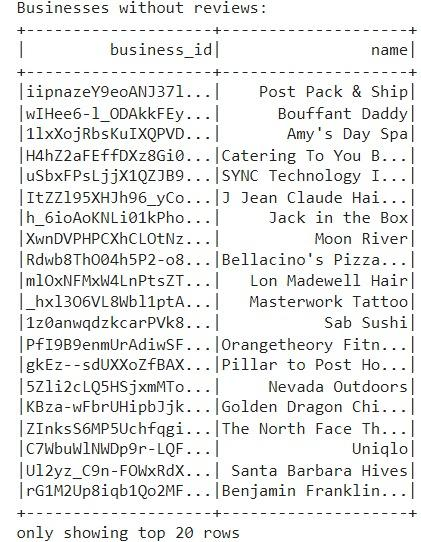 Businesses without reviews:
+--------------------+--------------------+
|         business_id|                name|
+--------------------+--------------------+
|iipnazeY9eoANJ37l...|    Post Pack & Ship|
|wIHee6-l_ODAkkFEy...|      Bouffant Daddy|
|1lxXojRbsKuIXQPVD...|       Amy's Day Spa|
|H4hZ2aFEffDXz8Gi0...|Catering To You B...|
|uSbxFPsLjjX1QZJB9...|SYNC Technology I...|
|ItZZl95XHJh96_yCo...|J Jean Claude Hai...|
|h_6ioAoKNLi01kPho...|     Jack in the Box|
|XwnDVPHPCXhCLOtNz...|          Moon River|
|Rdwb8ThO04h5P2-o8...|Bellacino's Pizza...|
|mlOxNFMxW4LnPtsZT...|   Lon Madewell Hair|
|_hxl3O6VL8Wbl1ptA...|   Masterwork Tattoo|
|1z0anwqdzkcarPVk8...|           Sab Sushi|
|PfI9B9enmUrAdiwSF...|Orangetheory Fitn...|
|gkEz--sdUXXoZfBAX...|Pillar to Post Ho...|
|5Zli2cLQ5HSjxmMTo...|     Nevada Outdoors|
|KBza-wFbrUHipbJjk...|Golden Dragon Chi...|
|ZInksS6MP5Uchfqgi...|The North Face Th...|
|C7WbuWlNWDp9r-LQF...|              Uniqlo|
|Ul2yz_C9n-FOWxRdX...| Santa Barbara Hives|
|rG1M2Up8iqb1Qo2MF...|Benjamin Franklin...|
+--------------------+--------------------+
only showing top 20 rows